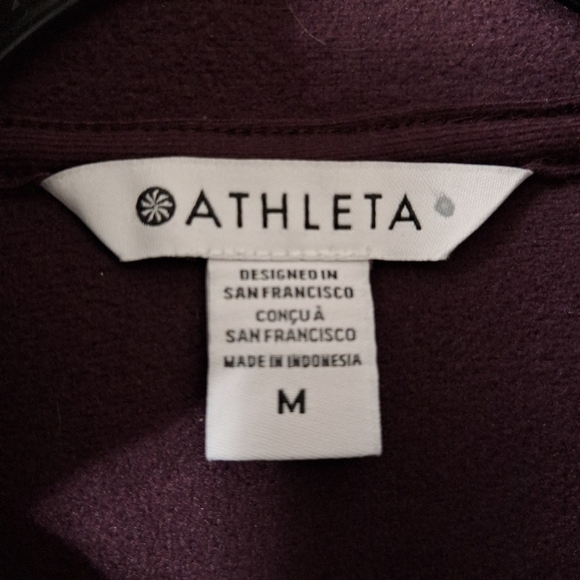 ATHLETA
DESIGNED IN
SAN FRANCISCO
CONÇU À
SAN FRANCISCO
MADE IN INDONESIA
M